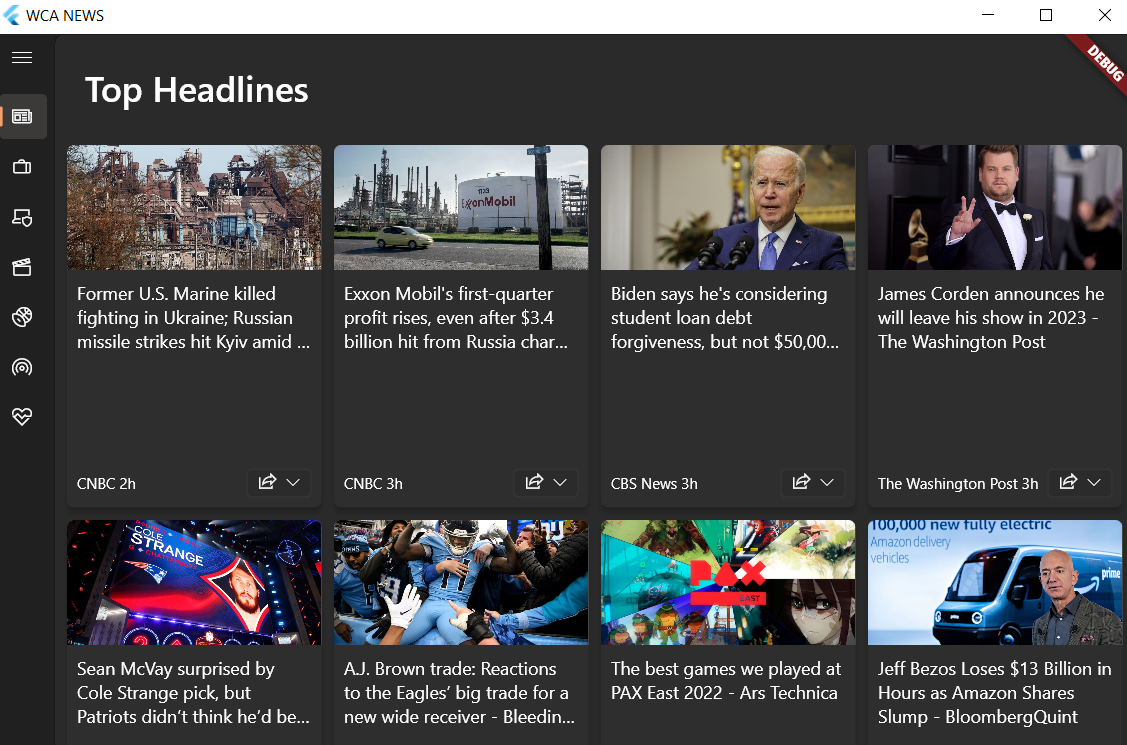 WCA NEWS
DEBUG
Top Headlines
1103
ExxonMobil
Former U.S. Marine killed
fighting in Ukraine; Russian
missile strikes hit Kyiv amid ...
Exxon Mobil's first-quarter
profit rises, even after $3.4
billion hit from Russia char...
Biden says he's considering
student loan debt
forgiveness, but not $50,00...
James Corden announces he
will leave his show in 2023 -
The Washington Post
CNBC 2h
CNBC 3h
CBS News 3h
The Washington Post 3h
COLE
STRANGE
PAX
EAST
100,000 new fully electric
Amazon delivery
vehicles
prime
Sean McVay surprised by
Cole Strange pick, but
Patriots didn’t think he’d be...
A.J. Brown trade: Reactions
to the Eagles’ big trade for a
new wide receiver - Bleedin...
The best games we played at
PAX East 2022 - Ars Technica
Jeff Bezos Loses $13 Billion in
Hours as Amazon Shares
Slump - BloombergQuint